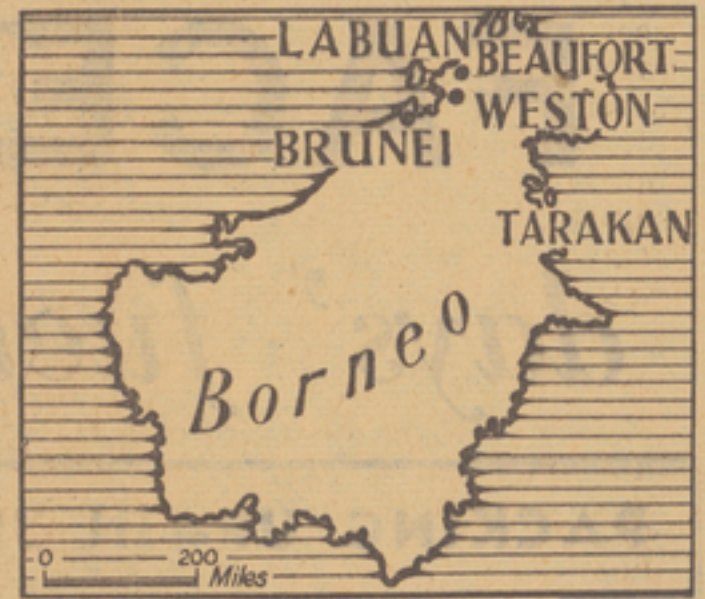 LABUAN
BEAUFORT
WESTON
BRUNEI
TARAKAN
Borneo
0 200
Miles